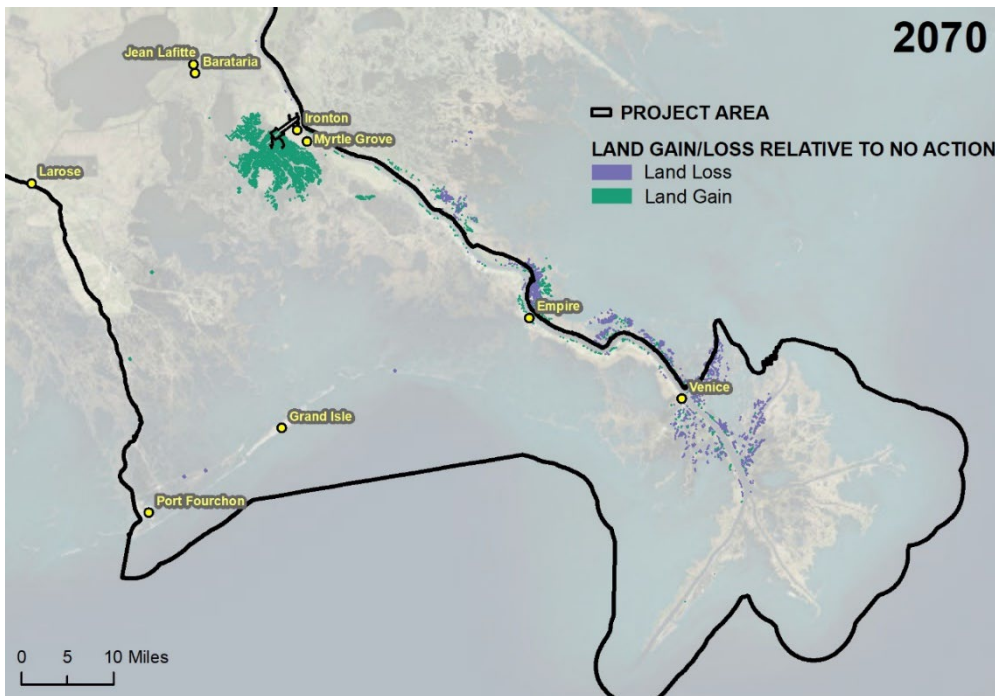 2070
Jean Lafitte
Barataria
PROJECT AREA
Ironton
LAND GAIN/LOSS RELATIVE TO NO ACTION
Myrtle Grove
Larose
Land Loss
Land Gain
Empire
Venice
Grand Isle
Port Fourchon
0 5 10 Miles